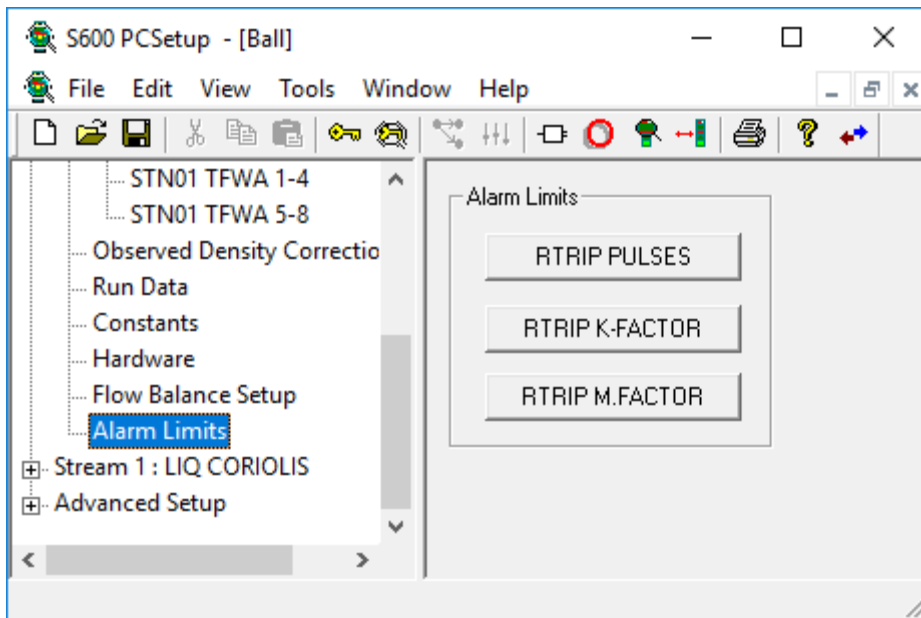 S600 PCSetup - [Ball]
File Edit View Tools Window Help
STN01 TFWA 1-4
STN01 TFWA 5-8
Observed Density Correctio
Run Data
Constants
Hardware
Flow Balance Setup
Alarm Limits
Stream 1 : LIQ CORIOLIS
Advanced Setup
Alarm Limits
RTRIP PULSES
RTRIP K-FACTOR
RTRIP M.FACTOR